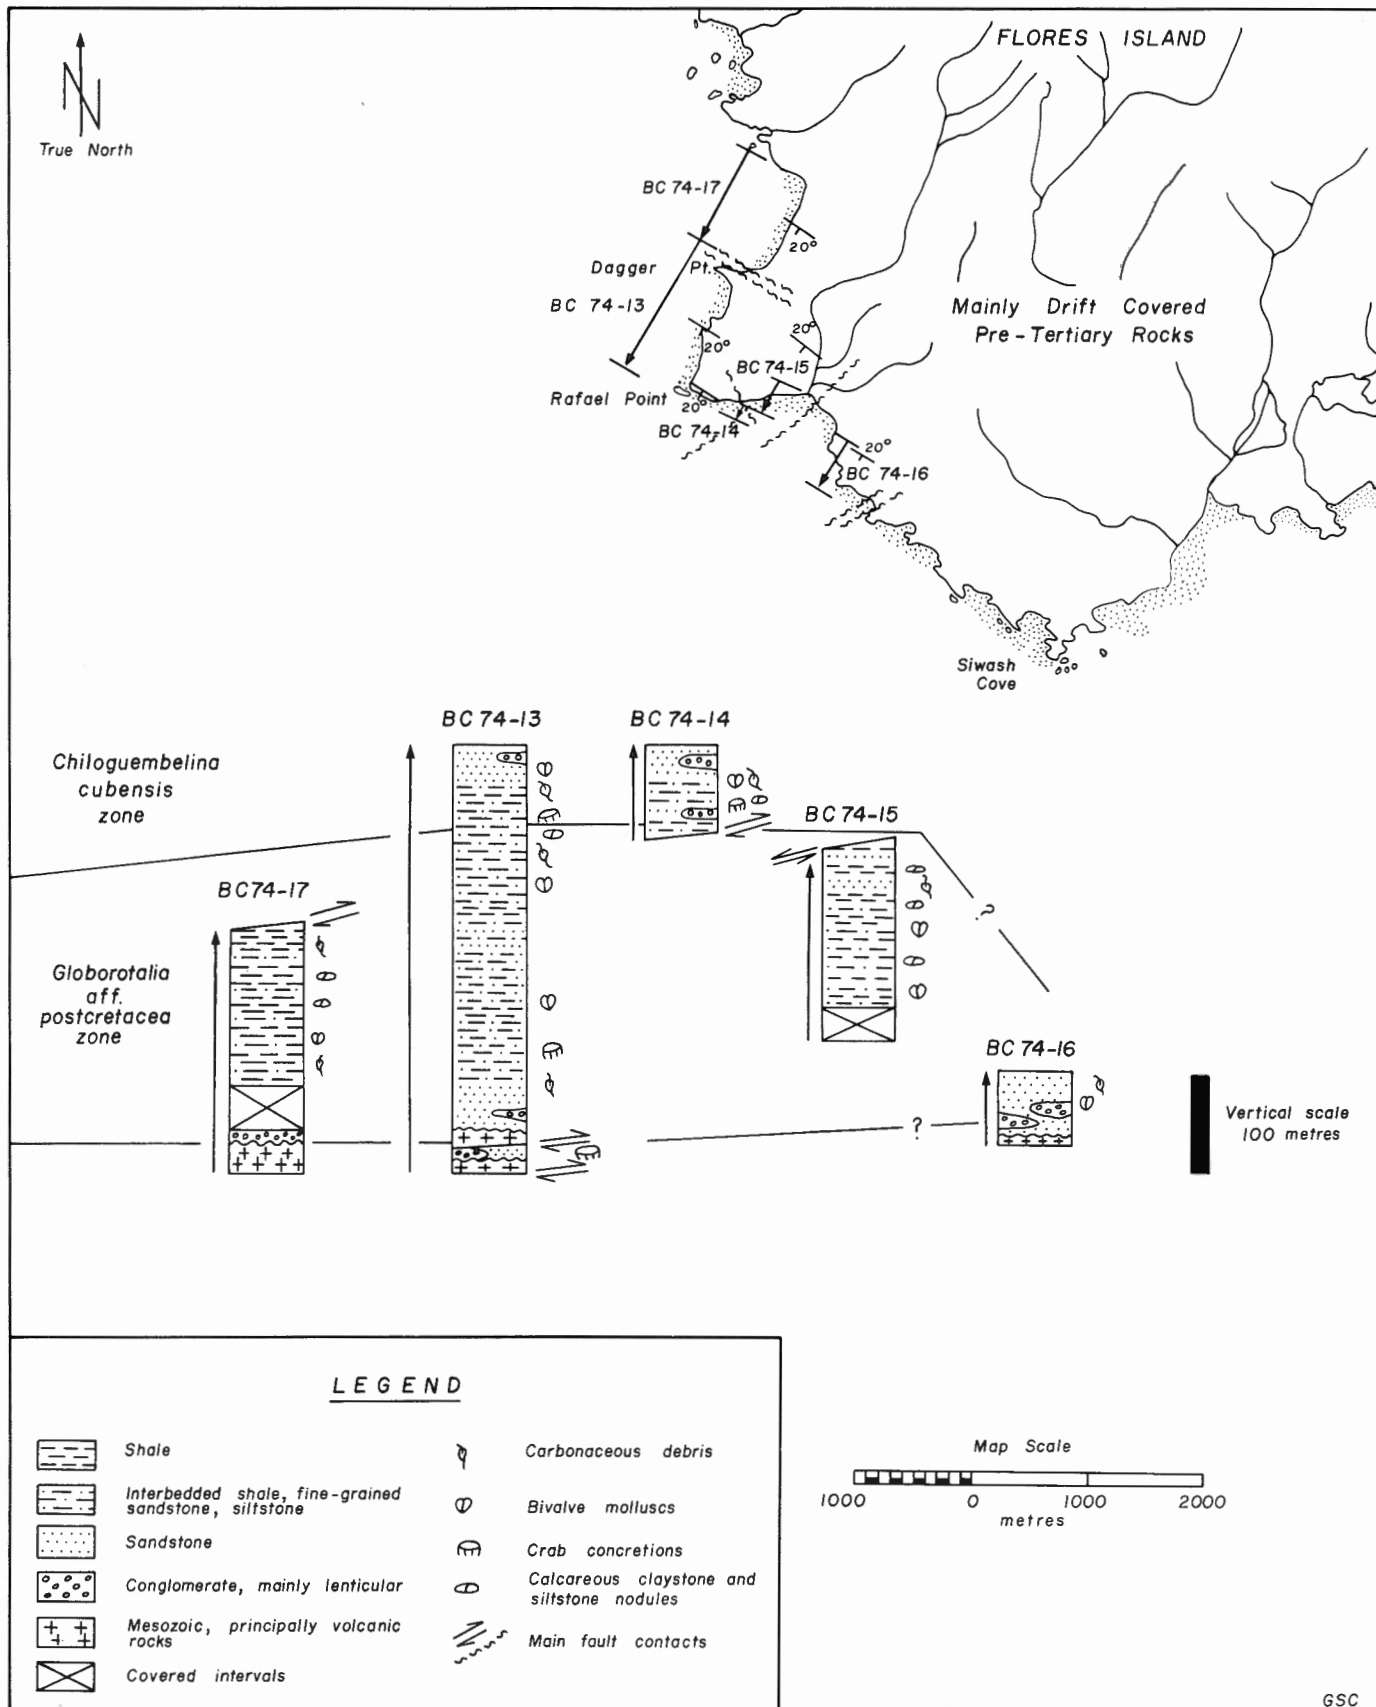 FLORES ISLAND
N
True North
BC 74-17
20°
Dagger Pt.
BC 74-13
Mainly Drift Covered
Pre-Tertiary Rocks
20°
20°
BC 74-15
Rafael Point
20°
BC 74-14
20°
BC 74-16
Siwash
Cove
BC 74-13
BC 74-14
Chiloguembelina
cubensis
zone
BC 74-15
BC74-17
?
Globorotalia
aff.
postcretacea
zone
BC 74-16
?
Vertical scale
100 metres
LEGEND
Shale
Interbedded shale, fine-grained
sandstone, siltstone
Sandstone
Conglomerate, mainly lenticular
Mesozoic, principally volcanic
rocks
Covered intervals
Carbonaceous debris
Bivalve molluscs
Crab concretions
Calcareous claystone and
siltstone nodules
Main fault contacts
Map Scale
1000 0 1000 2000
metres
GSC